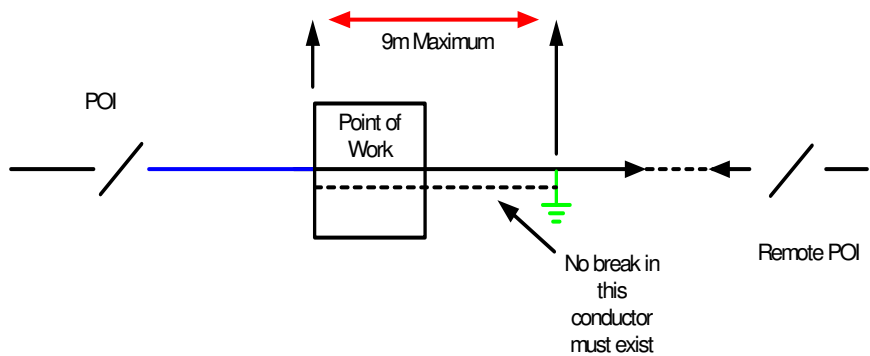 9m Maximum
POI
Point of
Work
No break in
this
conductor
must exist
Remote POI